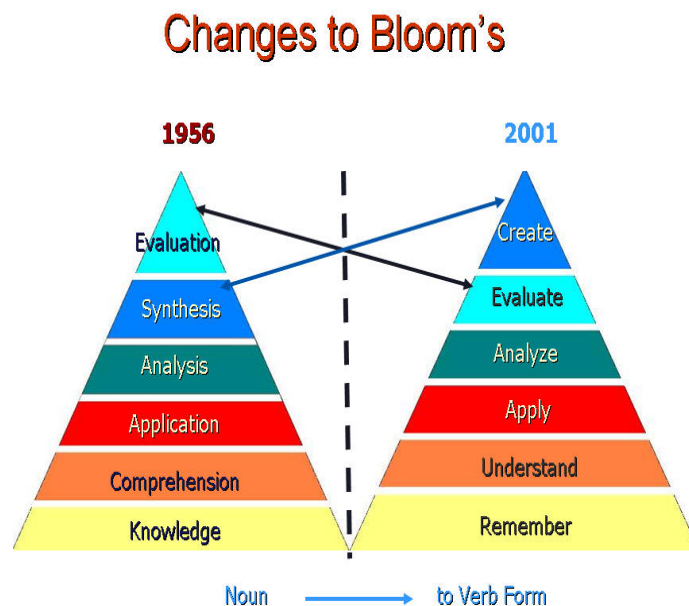 Changes to Bloom's
1956
Evaluation
Synthesis
Analysis
Application
Comprehension
Knowledge
2001
Create
Evaluate
Analyze
Apply
Understand
Remember
Noun to Verb Form